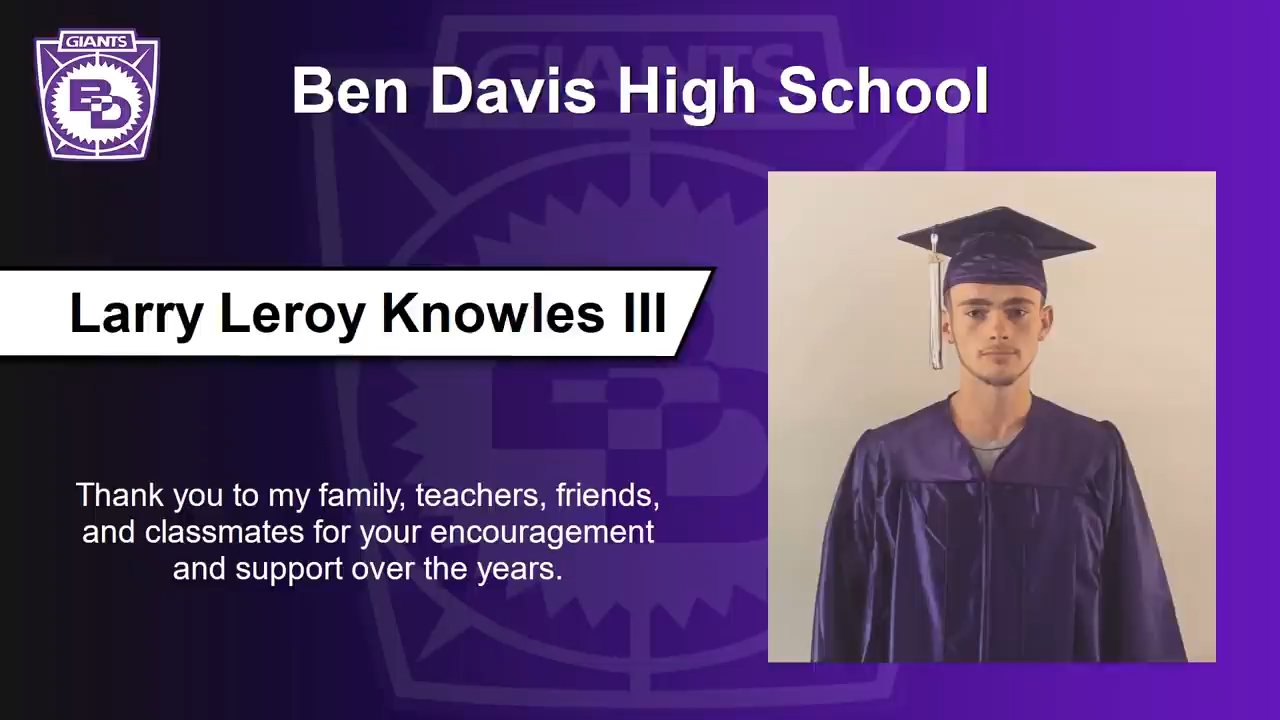 GIANTS
BD
GIANTS
Ben Davis High School
Larry Leroy Knowles III
Thank you to my family, teachers, friends,
and classmates for your encouragement
and support over the years.